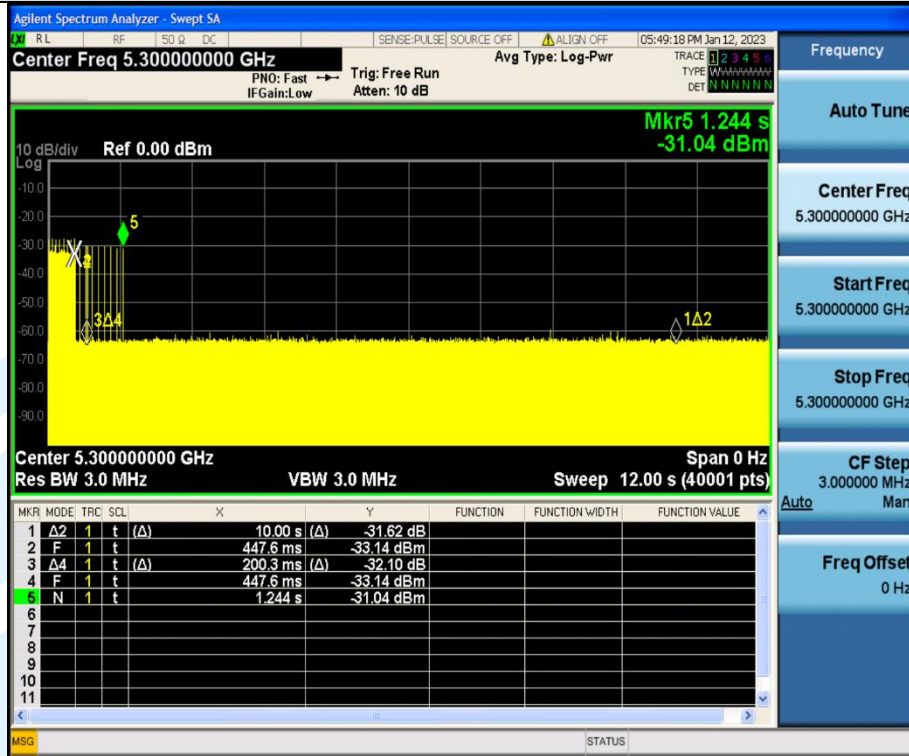 Agilent Spectrum Analyzer - Swept SA
LXI RL RF 50 Ω DC SENSE:PULSE SOURCE OFF ALIGN OFF 05:49:18 PM Jan 12, 2023
Center Freq 5.300000000 GHz
PNO: Fast
IFGain:Low
Trig: Free Run
Atten: 10 dB
Avg Type: Log-Pwr
TRACE 1 2 3 4 5 6
TYPE W
DET N N N N N N
Mkr5 1.244 s
-31.04 dBm
10 dB/div Ref 0.00 dBm
Log
-10.0
-20.0
-30.0
-40.0
-50.0
-60.0
-70.0
-80.0
-90.0
5
2
3Δ4
1Δ2
Center 5.300000000 GHz Span 0 Hz
Res BW 3.0 MHz VBW 3.0 MHz Sweep 12.00 s (40001 pts)
MKR MODE TRC SCL X Y FUNCTION FUNCTION WIDTH FUNCTION VALUE
1 Δ2 1 t (Δ) 10.00 s (Δ) -31.62 dB
2 F 1 t 447.6 ms -33.14 dBm
3 Δ4 1 t (Δ) 200.3 ms (Δ) -32.10 dB
4 F 1 t 447.6 ms -33.14 dBm
5 N 1 t 1.244 s -31.04 dBm
6
7
8
9
10
11
MSG STATUS
Frequency
Auto Tune
Center Freq
5.300000000 GHz
Start Freq
5.300000000 GHz
Stop Freq
5.300000000 GHz
CF Step
3.000000 MHz
Auto Man
Freq Offset
0 Hz